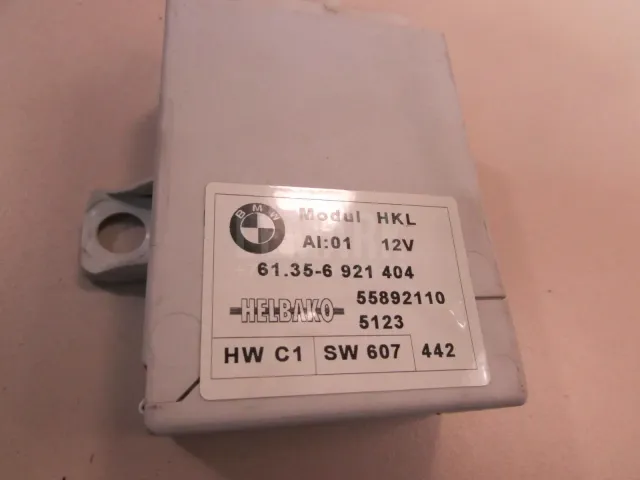 BMW
Modul HKL
AI:01 12V
61.35-6 921 404
HELBAKO
55892110
5123
HW C1 SW 607 442